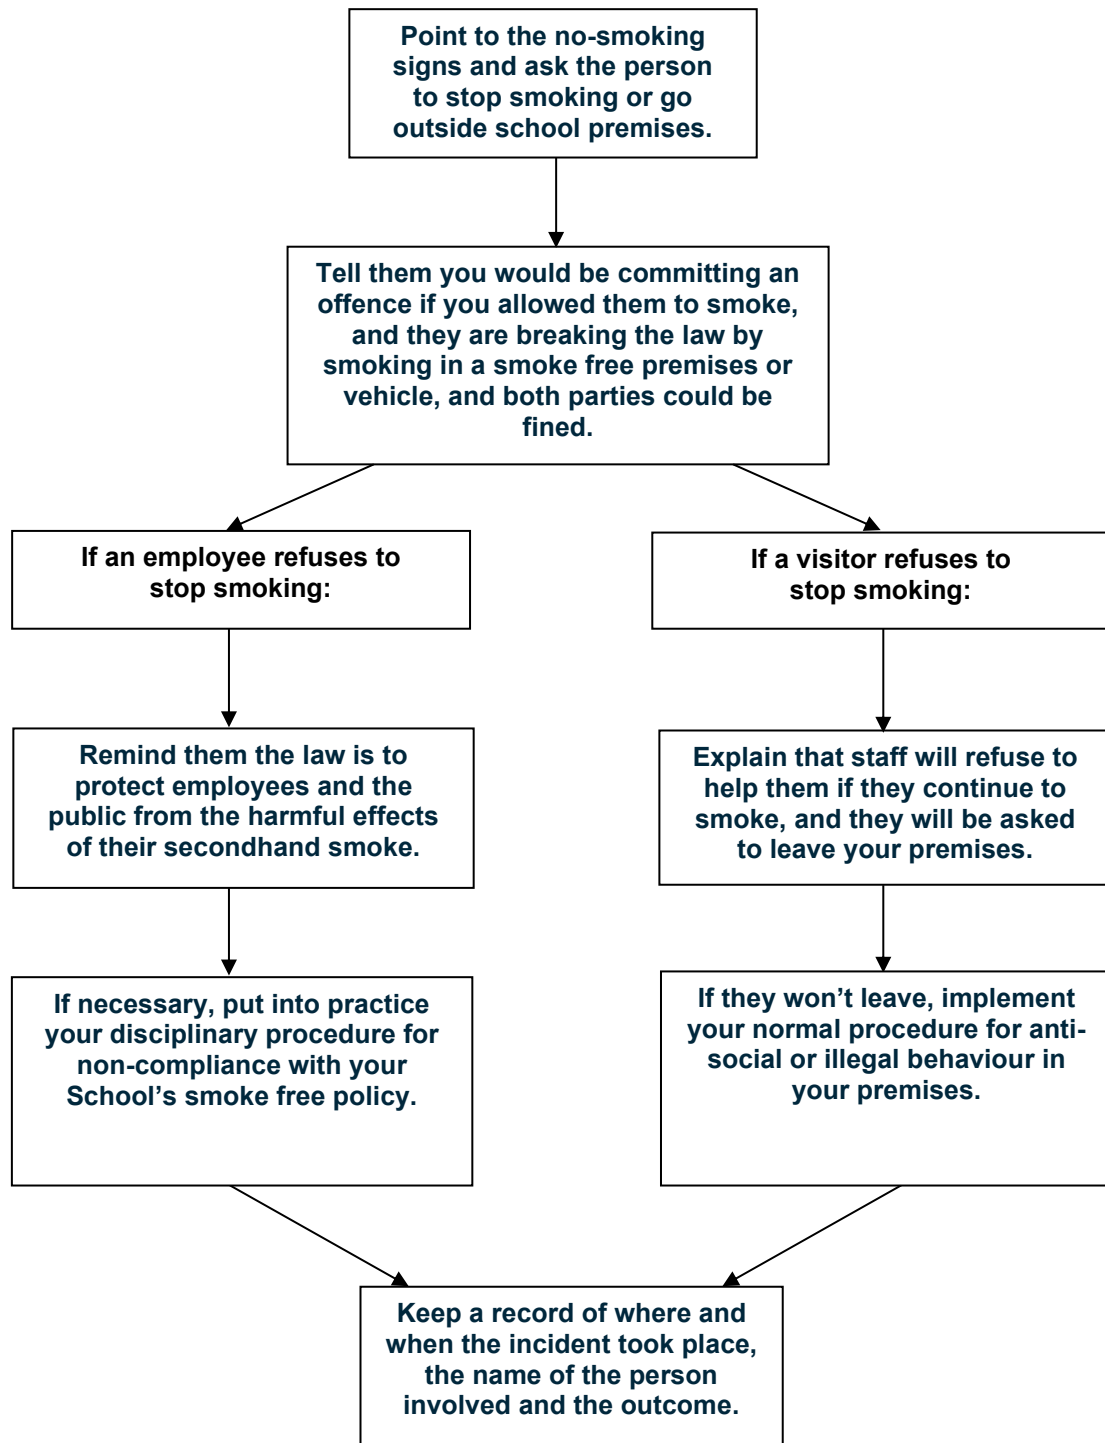 Point to the no-smoking
signs and ask the person
to stop smoking or go
outside school premises.
Tell them you would be committing an
offence if you allowed them to smoke,
and they are breaking the law by
smoking in a smoke free premises or
vehicle, and both parties could be
fined.
If an employee refuses to
stop smoking:
Remind them the law is to
protect employees and the
public from the harmful effects
of their secondhand smoke.
If necessary, put into practice
your disciplinary procedure for
non-compliance with your
School’s smoke free policy.
If a visitor refuses to
stop smoking:
Explain that staff will refuse to
help them if they continue to
smoke, and they will be asked
to leave your premises.
If they won’t leave, implement
your normal procedure for anti-
social or illegal behaviour in
your premises.
Keep a record of where and
when the incident took place,
the name of the person
involved and the outcome.